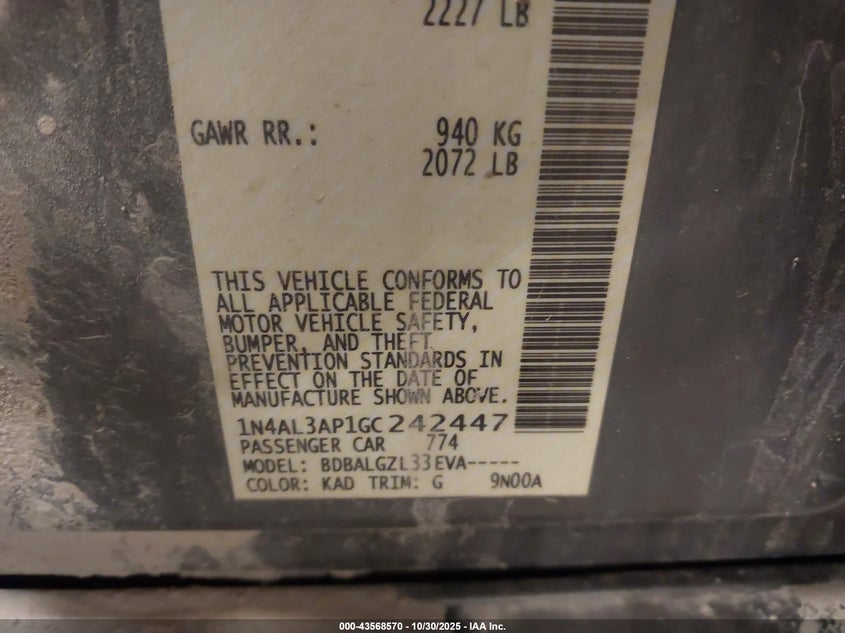 2227 LB
GAWR RR.: 940 KG
2072 LB
THIS VEHICLE CONFORMS TO
ALL APPLICABLE FEDERAL
MOTOR VEHICLE SAFETY,
BUMPER, AND THEFT
PREVENTION STANDARDS IN
EFFECT ON THE DATE OF
MANUFACTURE SHOWN ABOVE.
1N4AL3AP1GC242447
PASSENGER CAR 774
MODEL: BDBALGZL33EVA-----
COLOR: KAD TRIM: G 9N00A
000-43568570 - 10/30/2025 - IAA Inc.